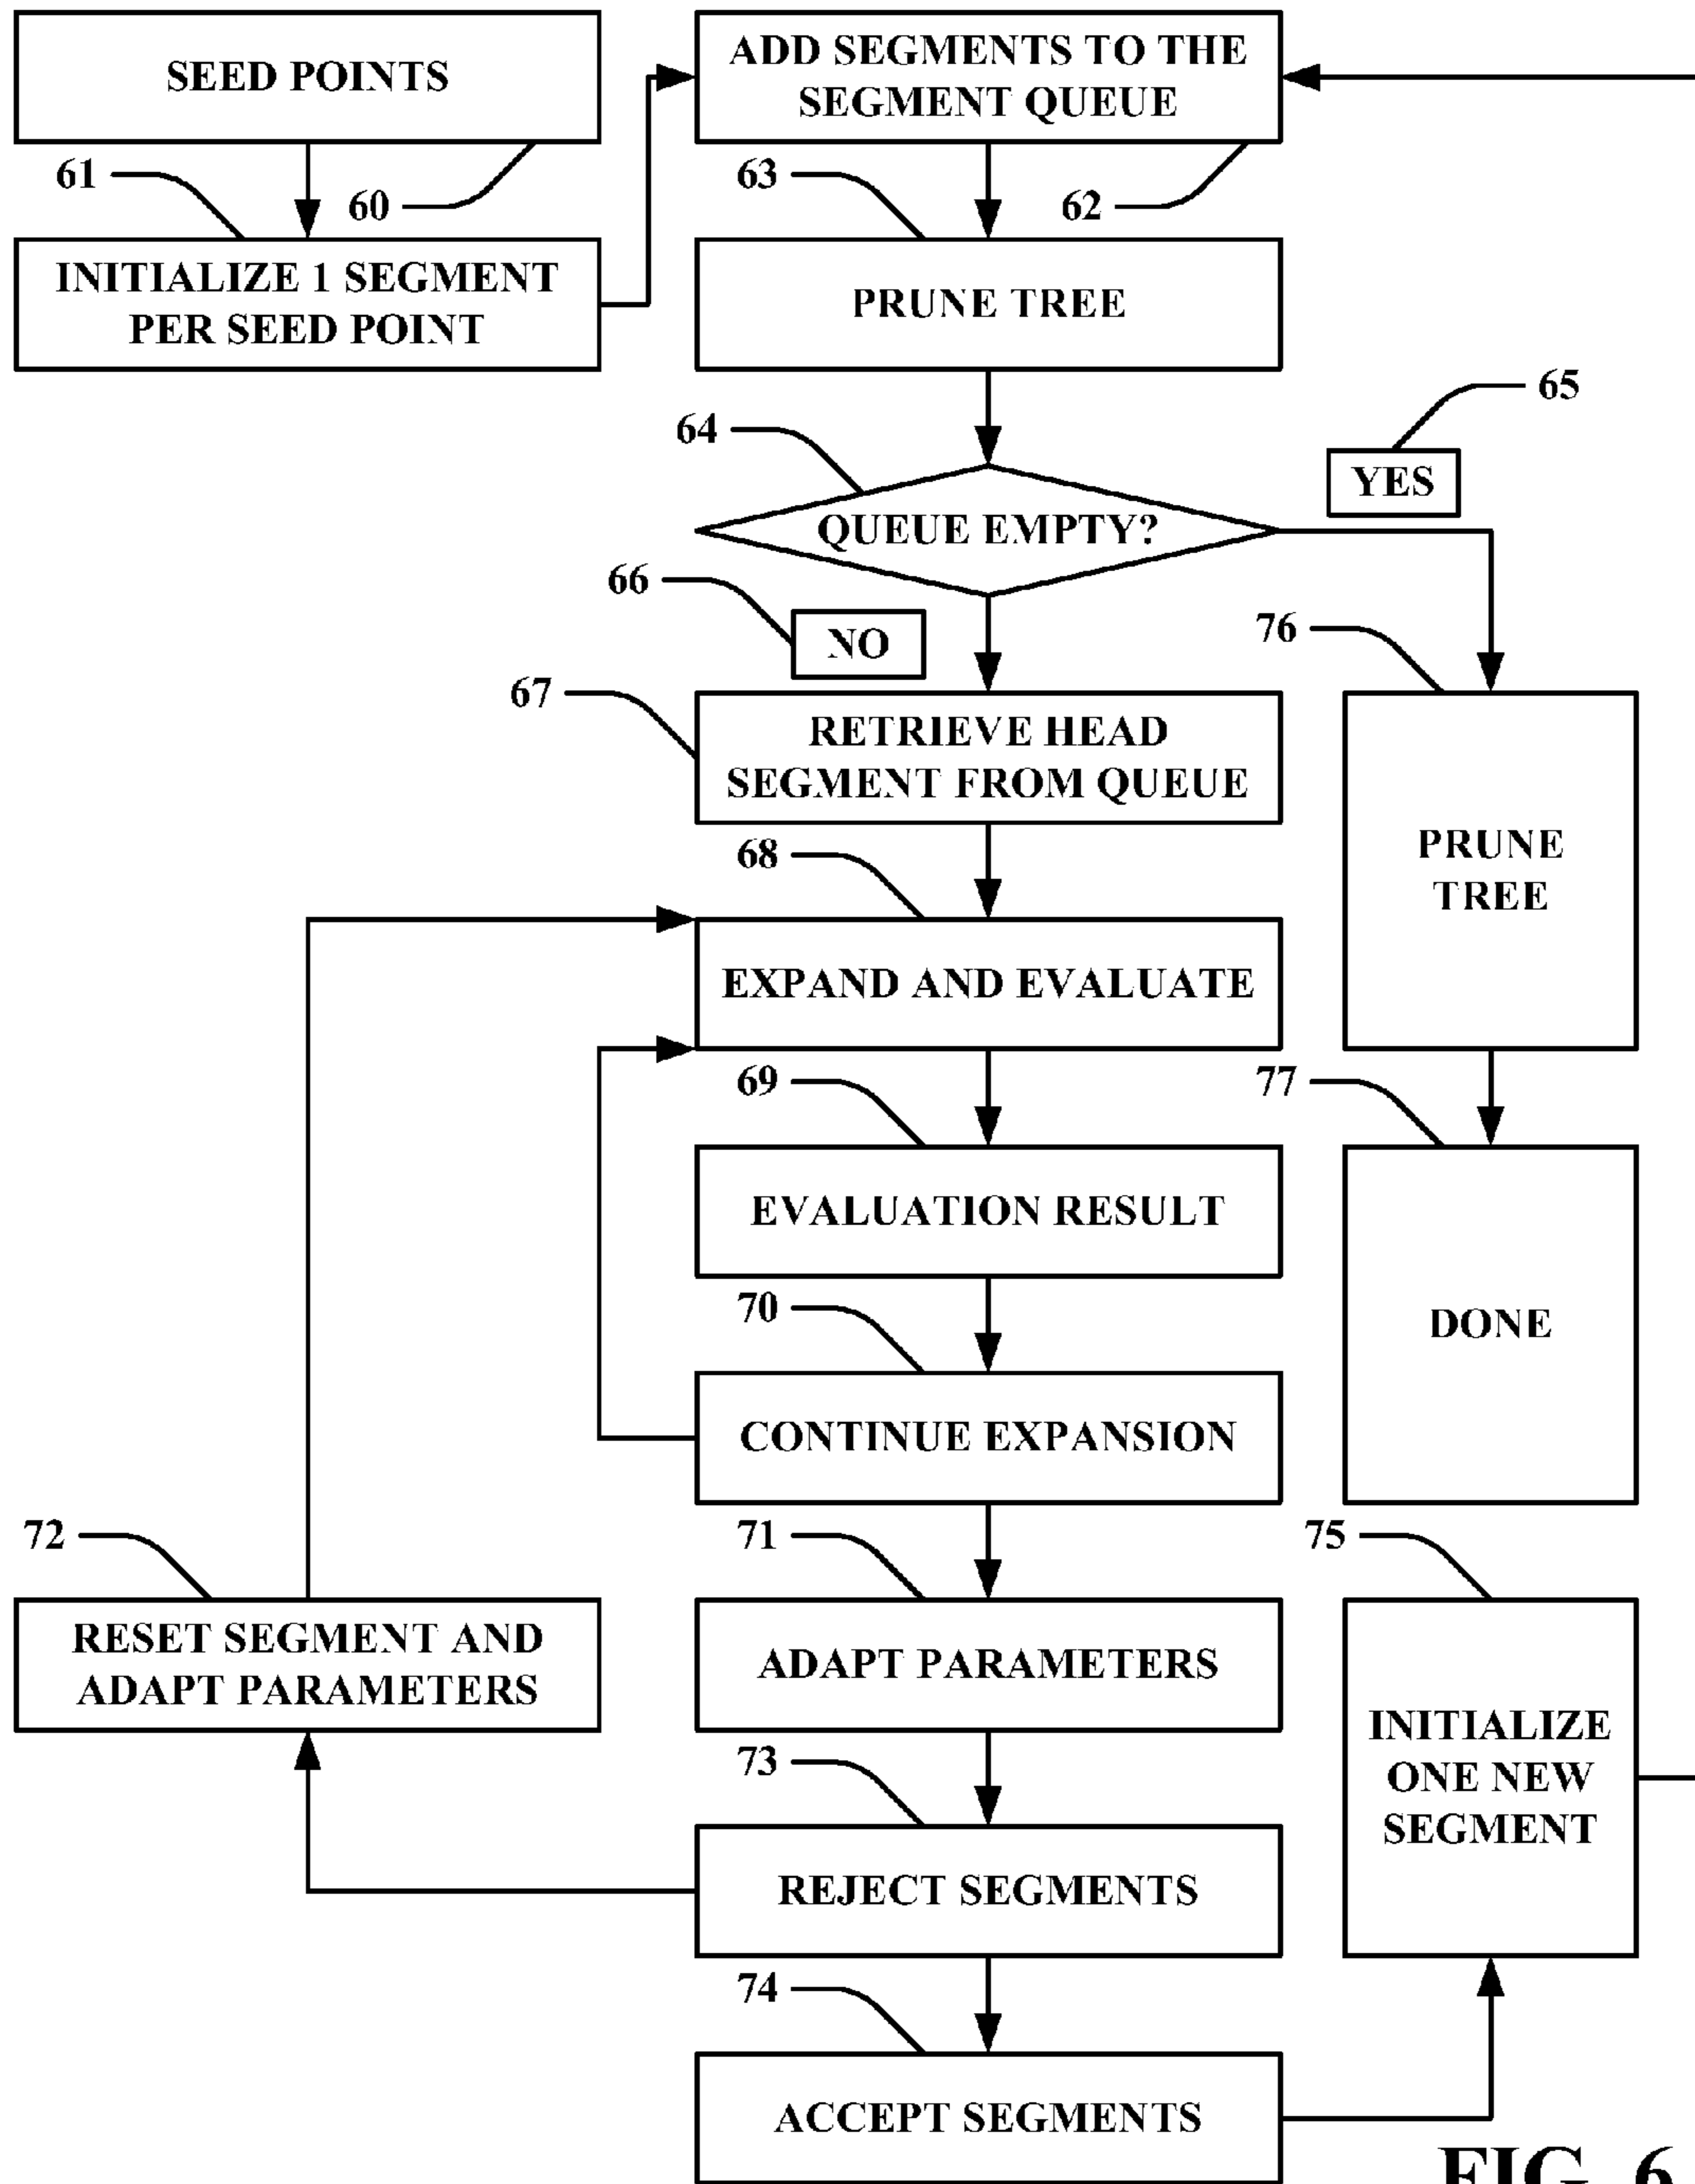 SEED POINTS
ADD SEGMENTS TO THE
SEGMENT QUEUE
61
60
63
62
INITIALIZE 1 SEGMENT
PER SEED POINT
PRUNE TREE
65
64
YES
QUEUE EMPTY?
66
NO
76
67
RETRIEVE HEAD
SEGMENT FROM QUEUE
PRUNE
TREE
68
EXPAND AND EVALUATE
69
77
EVALUATION RESULT
70
DONE
CONTINUE EXPANSION
72
71
75
RESET SEGMENT AND
ADAPT PARAMETERS
ADAPT PARAMETERS
INITIALIZE
ONE NEW
SEGMENT
73
REJECT SEGMENTS
74
ACCEPT SEGMENTS
FIG. 6